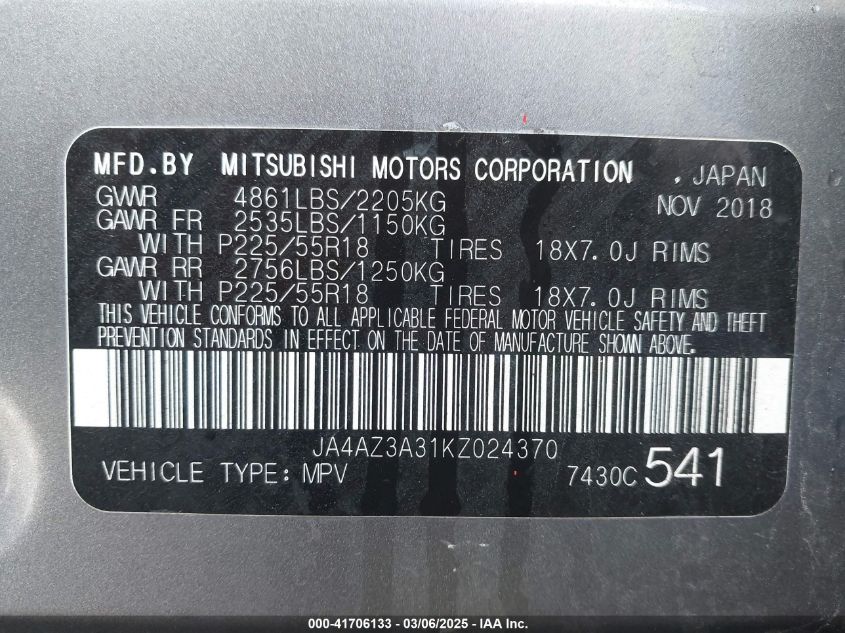 MFD.BY MITSUBISHI MOTORS CORPORATION , JAPAN
GVWR 4861LBS/2205KG NOV 2018
GAWR FR 2535LBS/1150KG
WITH P225/55R18 TIRES 18X7.0J RIMS
GAWR RR 2756LBS/1250KG
WITH P225/55R18 TIRES 18X7.0J RIMS
THIS VEHICLE CONFORMS TO ALL APPLICABLE FEDERAL MOTOR VEHICLE SAFETY AND THEFT
PREVENTION STANDARDS IN EFFECT ON THE DATE OF MANUFACTURE SHOWN ABOVE.
JA4AZ3A31KZ024370
VEHICLE TYPE: MPV 7430C 541
000-41706133 - 03/06/2025 - IAA Inc.